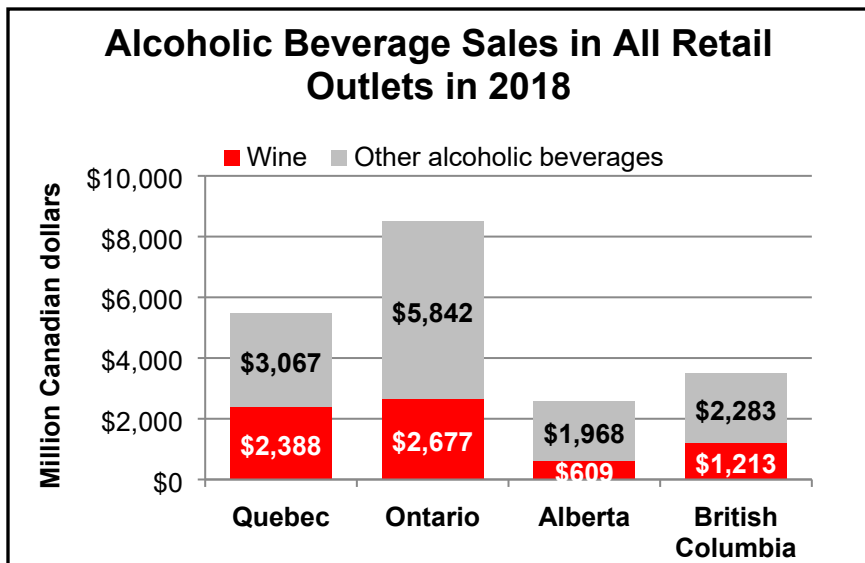 Alcoholic Beverage Sales in All Retail
Outlets in 2018
Wine Other alcoholic beverages
Million Canadian dollars
$10,000
$8,000
$6,000
$4,000
$2,000
$0
$3,067
$2,388
$5,842
$2,677
$1,968
$609
$2,283
$1,213
Quebec Ontario Alberta British
Columbia